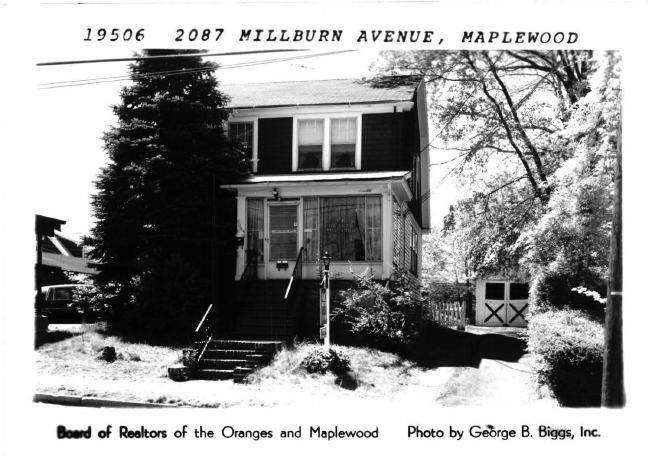 19506 2087 MILLBURN AVENUE, MAPLEWOOD
Board of Realtors of the Oranges and Maplewood Photo by George B. Biggs, Inc.